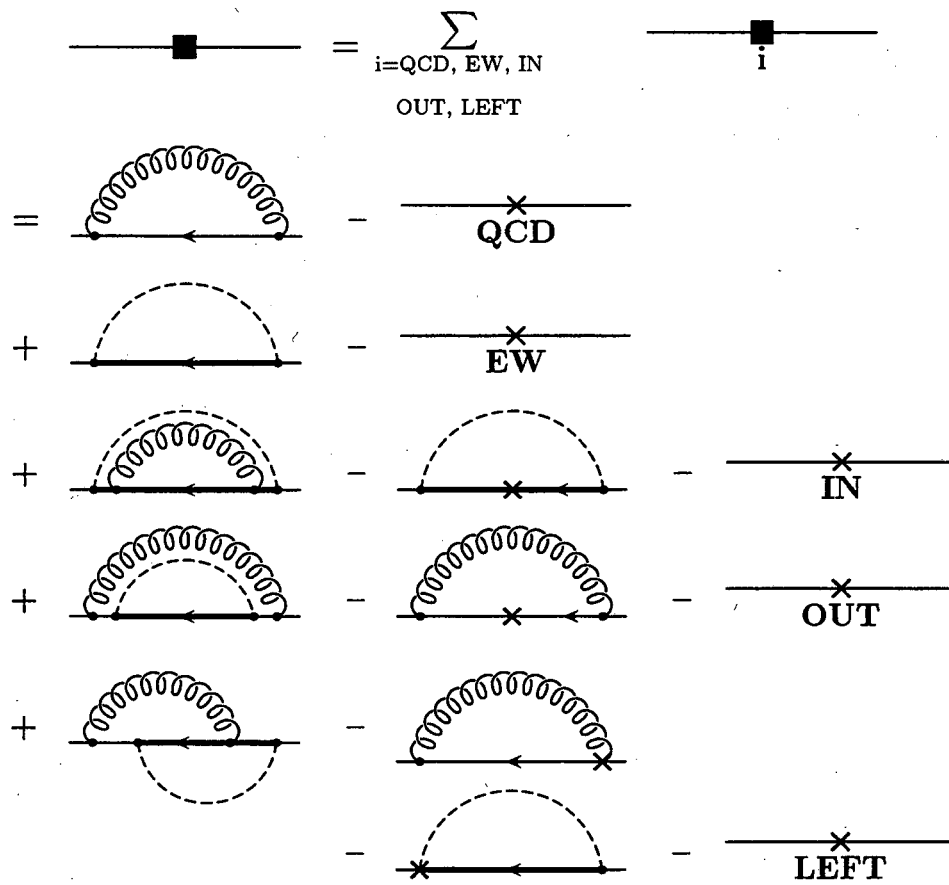 = ∑ i
i=QCD, EW, IN
OUT, LEFT
= − QCD
+ − EW
+ − − IN
+ − − OUT
+ −
− − LEFT